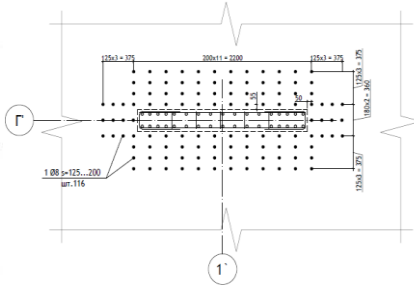 125x3 = 375
200x11 = 2200
125x3 = 375
125x3 = 375
180x2 = 360
125x3 = 375
55
50
Г'
1 Ø8 s=125...200
шт.116
1`